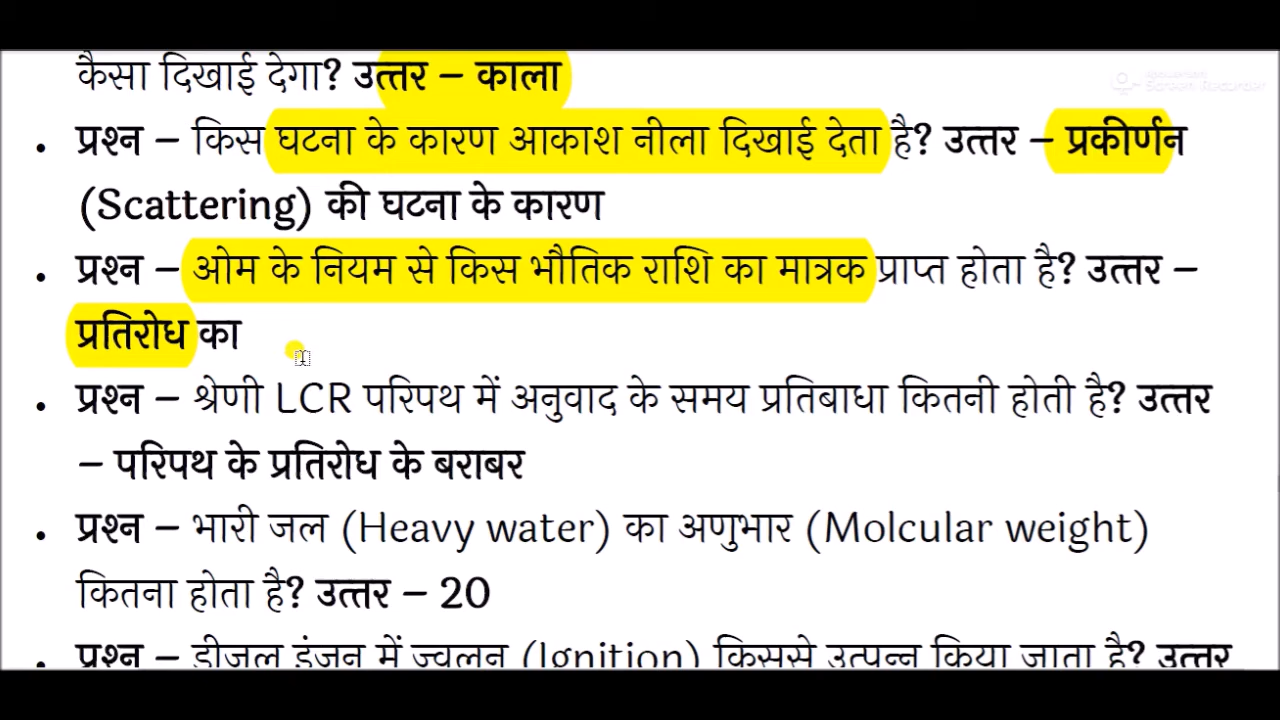 कैसा दिखाई देगा? उत्तर – काला
• प्रश्न – किस घटना के कारण आकाश नीला दिखाई देता है? उत्तर – प्रकीर्णन
(Scattering) की घटना के कारण
• प्रश्न – ओम के नियम से किस भौतिक राशि का मात्रक प्राप्त होता है? उत्तर –
प्रतिरोध का
• प्रश्न – श्रेणी LCR परिपथ में अनुवाद के समय प्रतिबाधा कितनी होती है? उत्तर
– परिपथ के प्रतिरोध के बराबर
• प्रश्न – भारी जल (Heavy water) का अणुभार (Molcular weight)
कितना होता है? उत्तर – 20
• प्रश्न – डीजल इंजन में ज्वलन (Ignition) किससे उत्पन्न किया जाता है? उत्तर
Screen Recorder